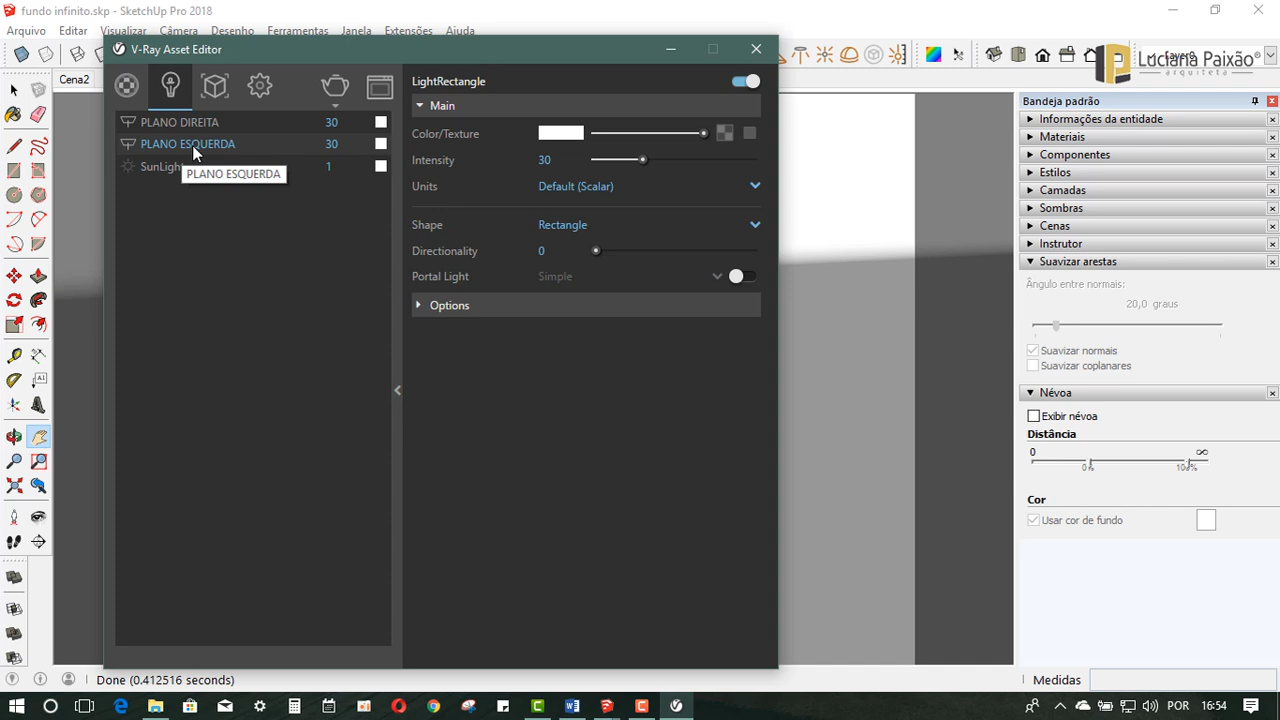 fundo infinito.skp - SketchUp Pro 2018
Arquivo Editar Visualizar Câmera Desenho Ferramentas Janela Extensões Ajuda
V-Ray Asset Editor
Cena2
Luciana Paixão
arquiteta
LightRectangle
Main
PLANO DIREITA 30
PLANO ESQUERDA 30
SunLigh 1
PLANO ESQUERDA
Color/Texture
Intensity 30
Units Default (Scalar)
Shape Rectangle
Directionality 0
Portal Light Simple
Options
Bandeja padrão
Informações da entidade
Materiais
Componentes
Estilos
Camadas
Sombras
Cenas
Instrutor
Suavizar arestas
Ângulo entre normais:
20,0 graus
Suavizar normais
Suavizar coplanares
Névoa
Exibir névoa
Distância
0 ∞
0% 100%
Cor
Usar cor de fundo
Done (0.412516 seconds)
Medidas
POR 16:54